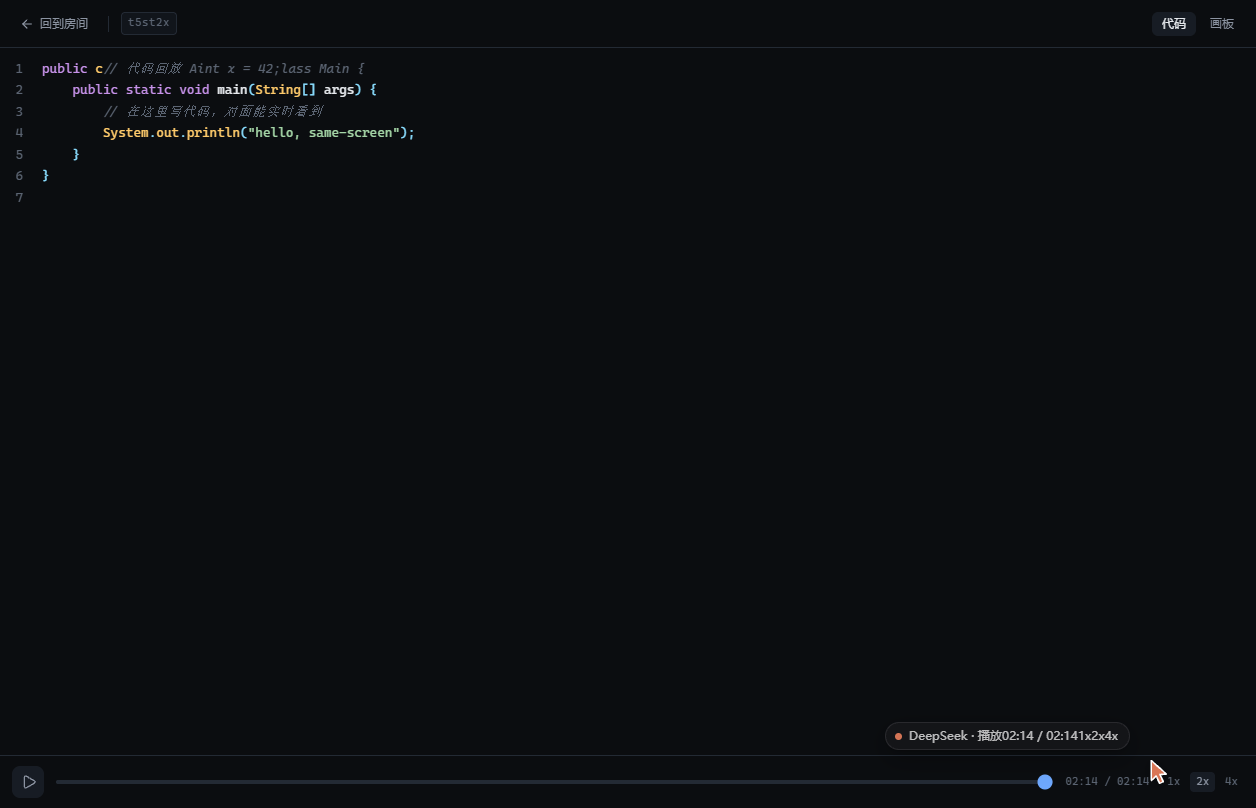 回到房间 t5st2x 代码 画板
1 public c// 代码回放 Aint x = 42;lass Main {
2     public static void main(String[] args) {
3         // 在这里写代码，对面能实时看到
4         System.out.println("hello, same-screen");
5     }
6 }
7
DeepSeek · 播放02:14 / 02:141x2x4x
02:14 / 02:14 1x 2x 4x